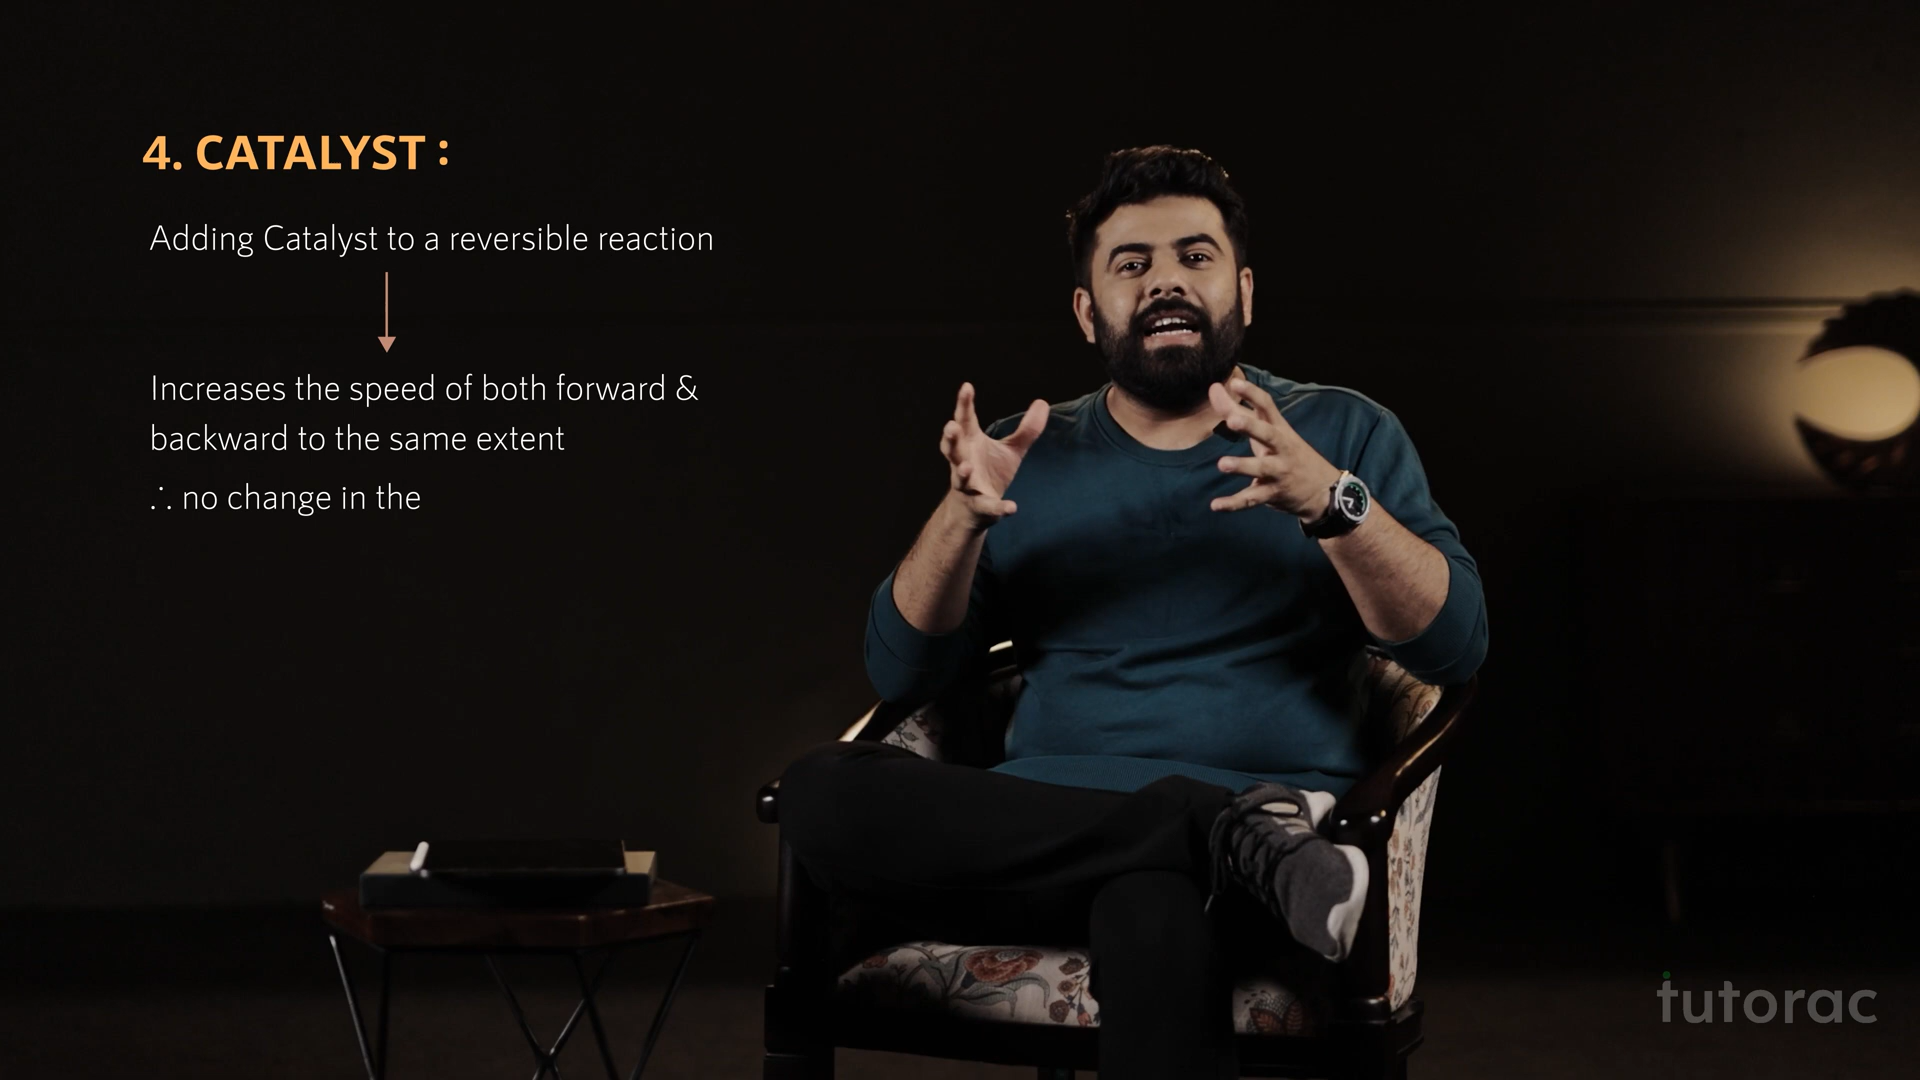 4. CATALYST :
Adding Catalyst to a reversible reaction
Increases the speed of both forward &
backward to the same extent
∴ no change in the
tutorac